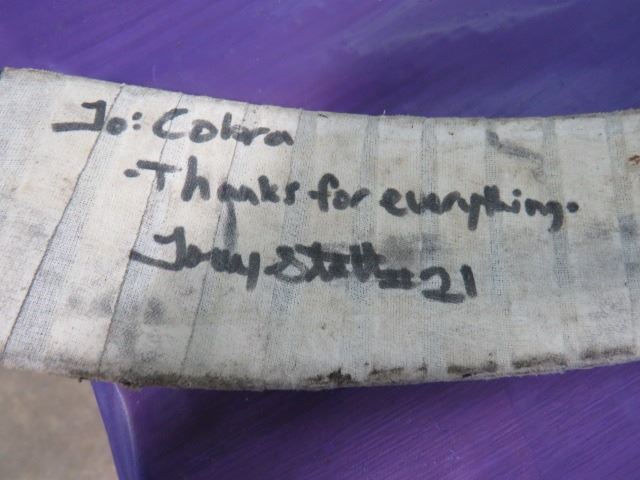 To: Cobra
-Thanks for everything.
#21